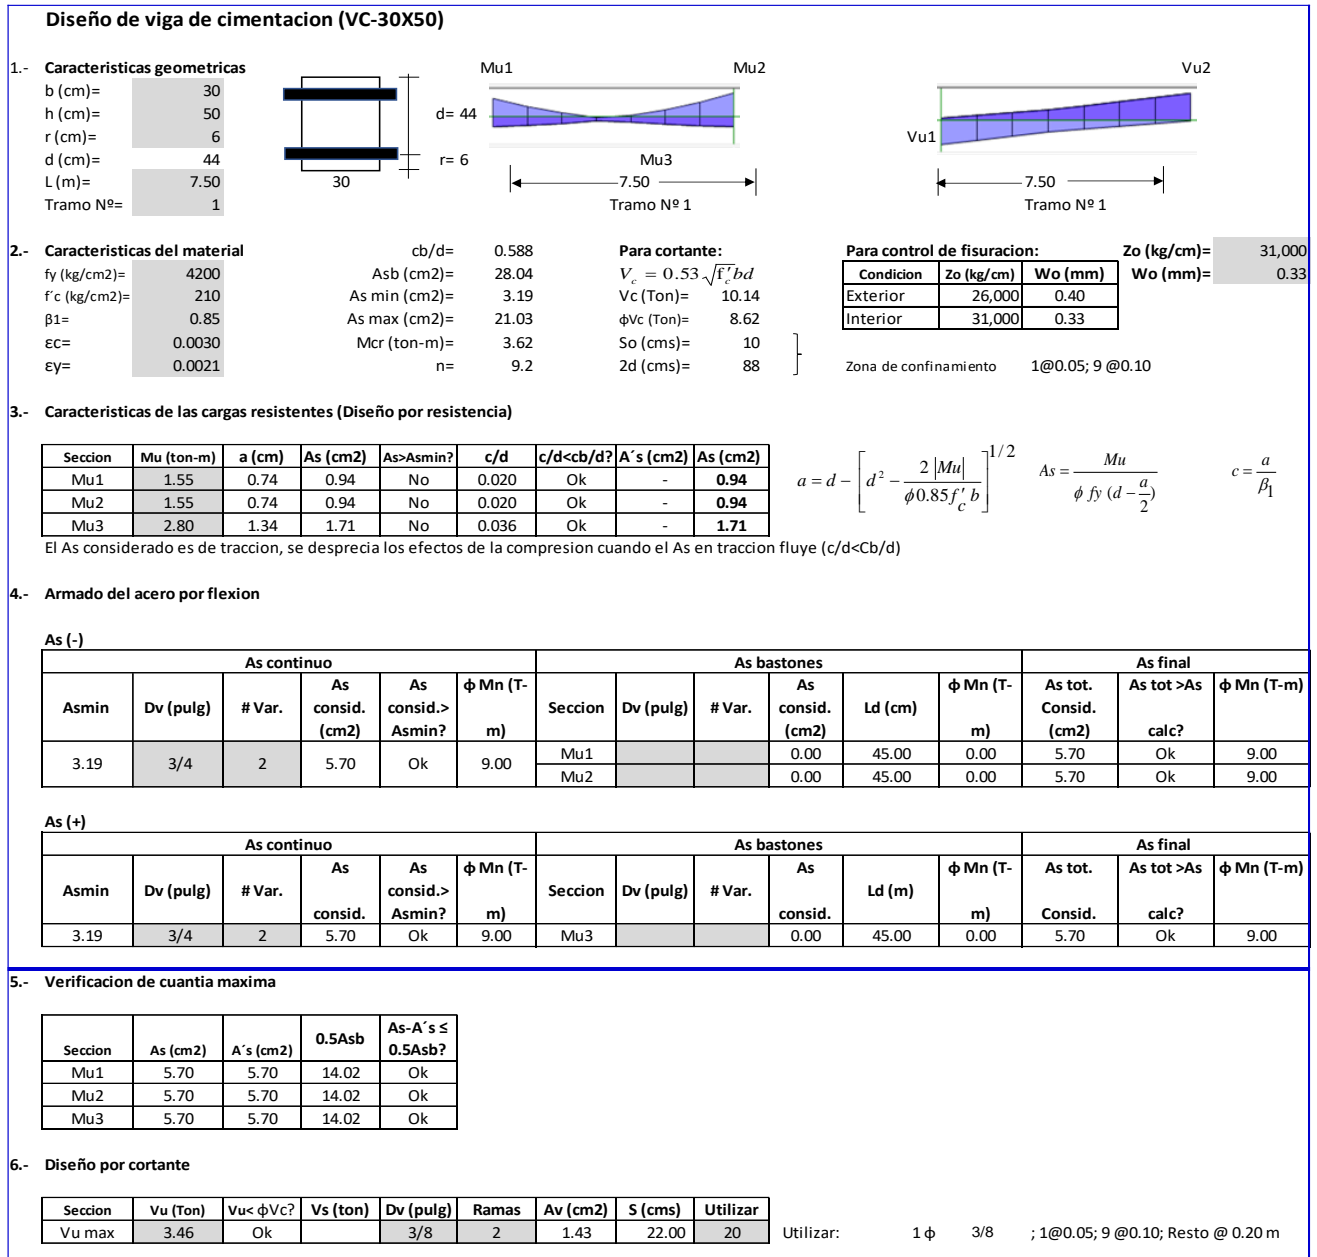 Diseño de viga de cimentacion (VC-30X50)
1.- Caracteristicas geometricas
Mu1 Mu2 Vu2
b (cm)= 30
h (cm)= 50
d= 44
r (cm)= 6
Vu1
d (cm)= 44
r= 6 Mu3
L (m)= 7.50
30 7.50 7.50
Tramo Nº= 1
Tramo Nº 1 Tramo Nº 1
2.- Caracteristicas del material cb/d= 0.588 Para cortante: Para control de fisuracion: Zo (kg/cm)= 31,000
fy (kg/cm2)= 4200 Asb (cm2)= 28.04 V_c = 0.53 √f'_c bd Condicion Zo (kg/cm) Wo (mm) Wo (mm)= 0.33
f´c (kg/cm2)= 210 As min (cm2)= 3.19 Vc (Ton)= 10.14 Exterior 26,000 0.40
β1= 0.85 As max (cm2)= 21.03 ϕVc (Ton)= 8.62 Interior 31,000 0.33
εc= 0.0030 Mcr (ton-m)= 3.62 So (cms)= 10
εy= 0.0021 n= 9.2 2d (cms)= 88 Zona de confinamiento 1@0.05; 9 @0.10
3.- Caracteristicas de las cargas resistentes (Diseño por resistencia)
Seccion Mu (ton-m) a (cm) As (cm2) As>Asmin? c/d c/d<cb/d? A´s (cm2) As (cm2)
Mu1 1.55 0.74 0.94 No 0.020 Ok - 0.94
Mu2 1.55 0.74 0.94 No 0.020 Ok - 0.94
Mu3 2.80 1.34 1.71 No 0.036 Ok - 1.71
a = d − [d² − 2|Mu| / ϕ0.85f'_c b]^1/2 As = Mu / ϕ fy (d − a/2) c = a / β1
El As considerado es de traccion, se desprecia los efectos de la compresion cuando el As en traccion fluye (c/d<Cb/d)
4.- Armado del acero por flexion
As (-)
As continuo As bastones As final
Asmin Dv (pulg) # Var. As consid. (cm2) As consid.> Asmin? ϕ Mn (T-m) Seccion Dv (pulg) # Var. As consid. (cm2) Ld (cm) ϕ Mn (T-m) As tot. Consid. (cm2) As tot >As calc? ϕ Mn (T-m)
3.19 3/4 2 5.70 Ok 9.00 Mu1 0.00 45.00 0.00 5.70 Ok 9.00
Mu2 0.00 45.00 0.00 5.70 Ok 9.00
As (+)
As continuo As bastones As final
Asmin Dv (pulg) # Var. As consid. As consid.> Asmin? ϕ Mn (T-m) Seccion Dv (pulg) # Var. As consid. Ld (m) ϕ Mn (T-m) As tot. Consid. As tot >As calc? ϕ Mn (T-m)
3.19 3/4 2 5.70 Ok 9.00 Mu3 0.00 45.00 0.00 5.70 Ok 9.00
5.- Verificacion de cuantia maxima
Seccion As (cm2) A´s (cm2) 0.5Asb As-A´s ≤ 0.5Asb?
Mu1 5.70 5.70 14.02 Ok
Mu2 5.70 5.70 14.02 Ok
Mu3 5.70 5.70 14.02 Ok
6.- Diseño por cortante
Seccion Vu (Ton) Vu< ϕVc? Vs (ton) Dv (pulg) Ramas Av (cm2) S (cms) Utilizar
Vu max 3.46 Ok 3/8 2 1.43 22.00 20 Utilizar: 1 ϕ 3/8 ; 1@0.05; 9 @0.10; Resto @ 0.20 m